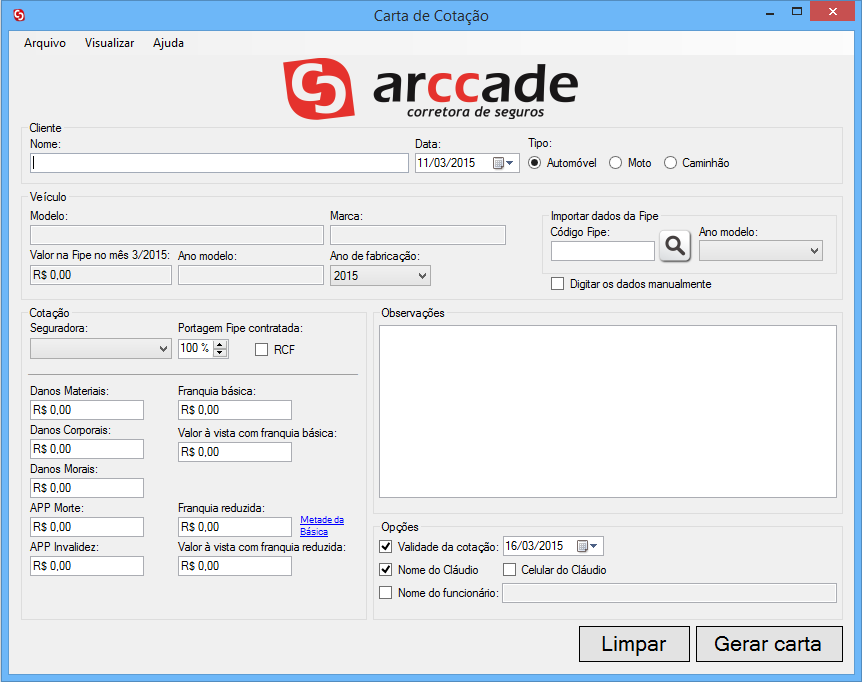 Carta de Cotação
Arquivo Visualizar Ajuda
arccade
corretora de seguros
Cliente
Nome: Data: Tipo:
11/03/2015 Automóvel Moto Caminhão
Veículo
Modelo: Marca:
Importar dados da Fipe
Código Fipe: Ano modelo:
Valor na Fipe no mês 3/2015: Ano modelo: Ano de fabricação:
R$ 0,00 2015
Digitar os dados manualmente
Cotação
Seguradora: Portagem Fipe contratada:
100 % RCF
Danos Materiais: Franquia básica:
R$ 0,00 R$ 0,00
Danos Corporais: Valor à vista com franquia básica:
R$ 0,00 R$ 0,00
Danos Morais:
R$ 0,00
APP Morte: Franquia reduzida:
R$ 0,00 R$ 0,00 Metade da
Básica
APP Invalidez: Valor à vista com franquia reduzida:
R$ 0,00 R$ 0,00
Observações
Opções
Validade da cotação: 16/03/2015
Nome do Cláudio Celular do Cláudio
Nome do funcionário:
Limpar Gerar carta